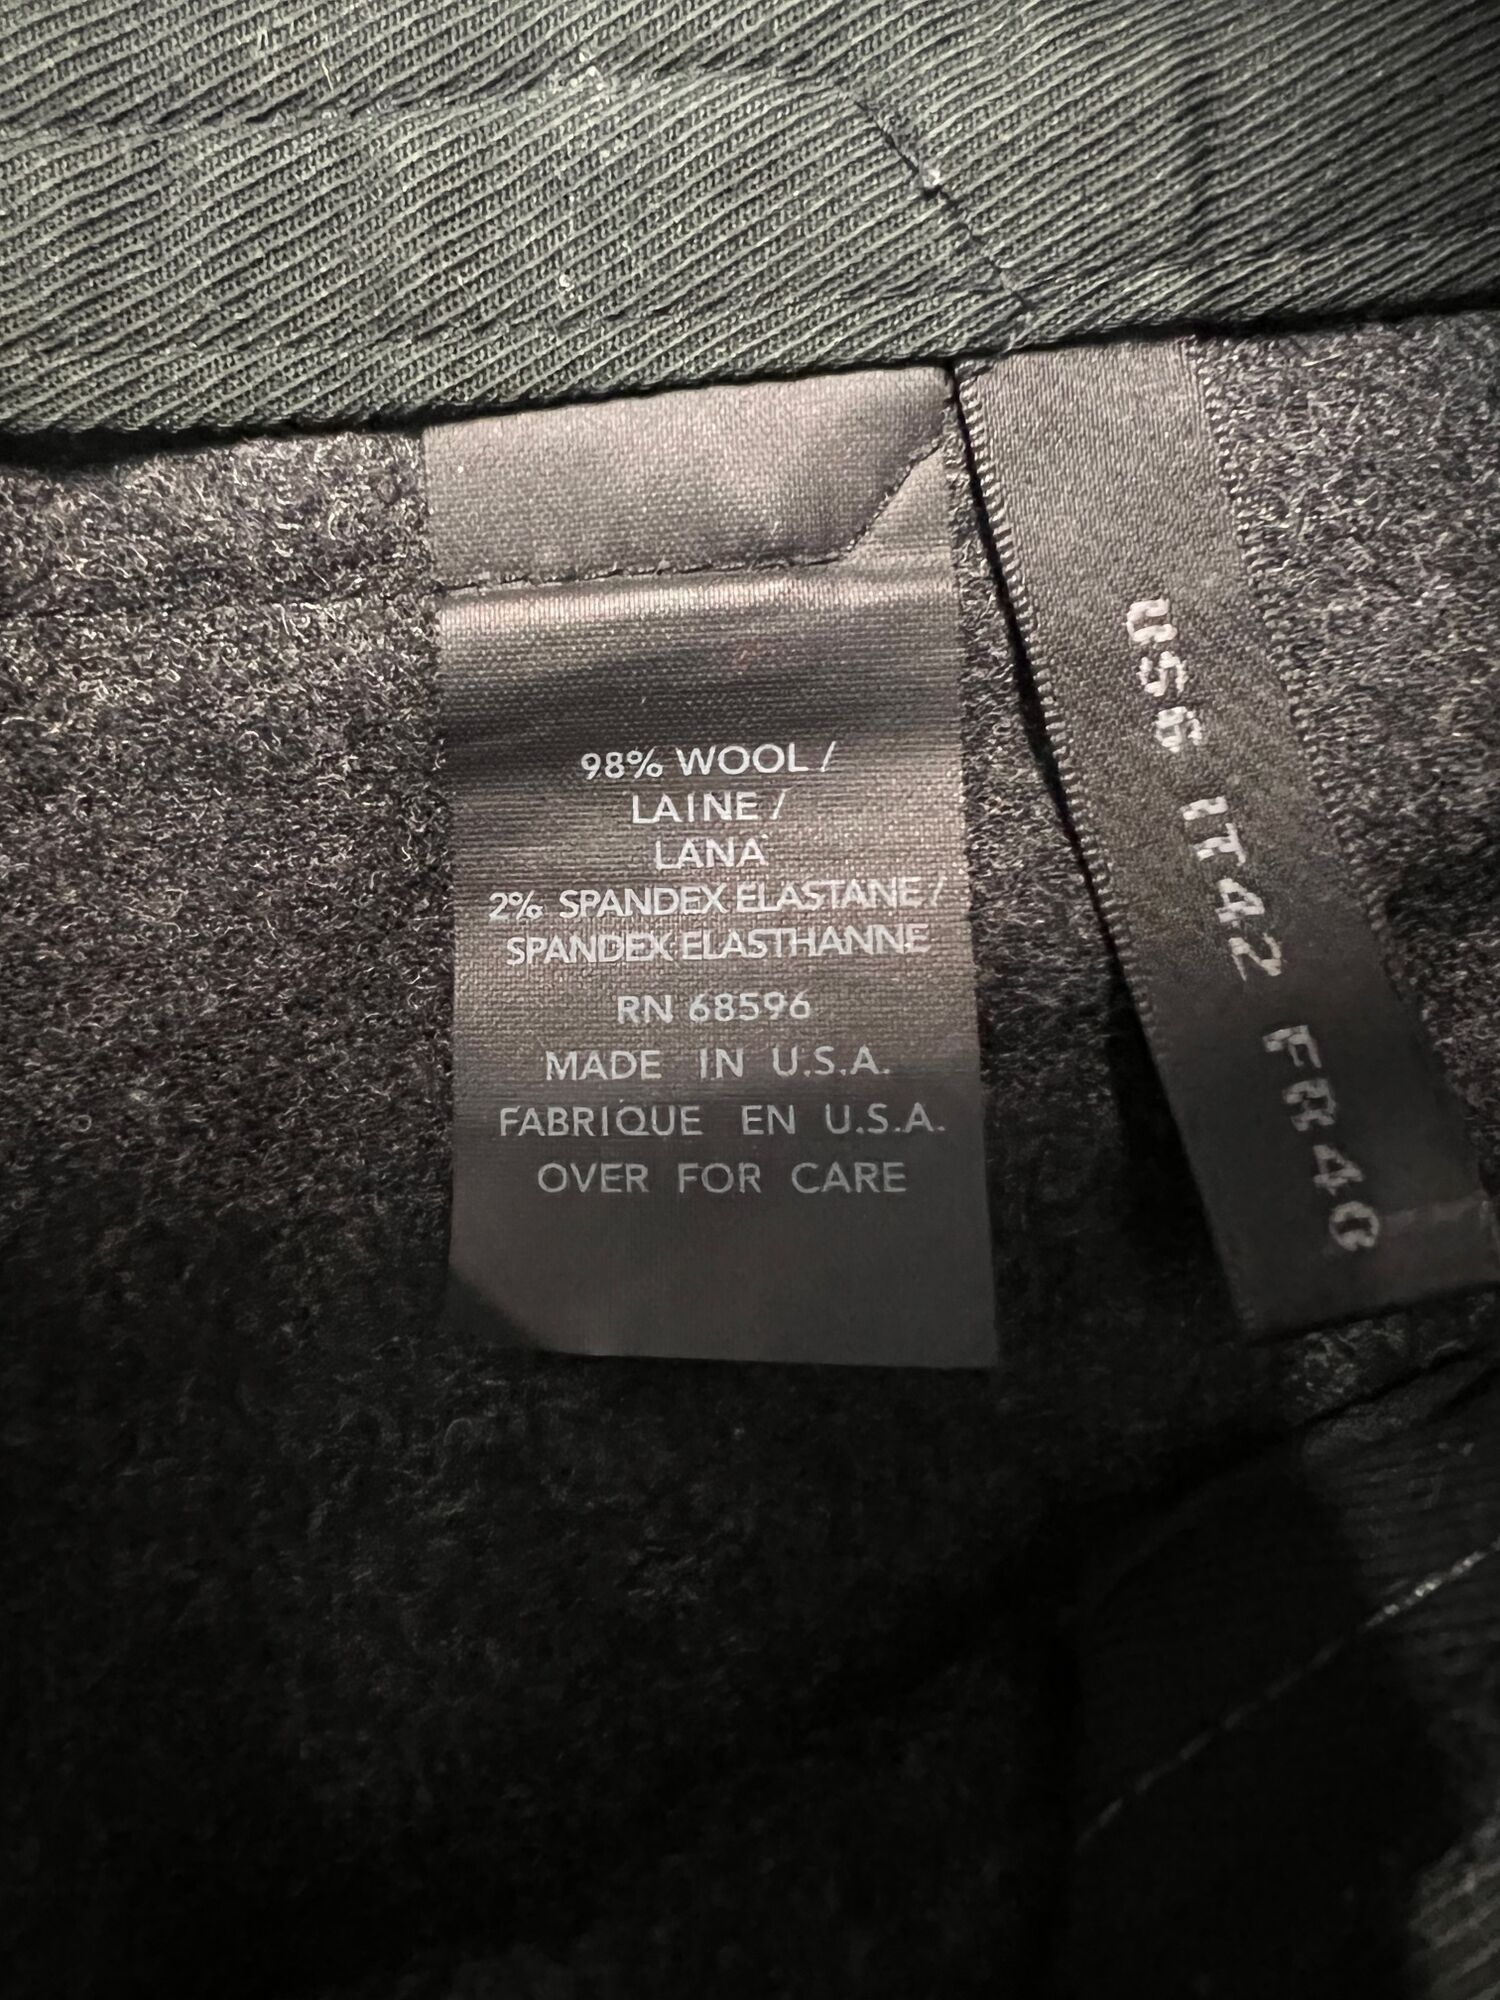 98% WOOL /
LAINE /
LANA
2% SPANDEX ELASTANE /
SPANDEX ELASTHANNE
RN 68596
MADE IN U.S.A.
FABRIQUE EN U.S.A.
OVER FOR CARE
US6 IT42 FR40